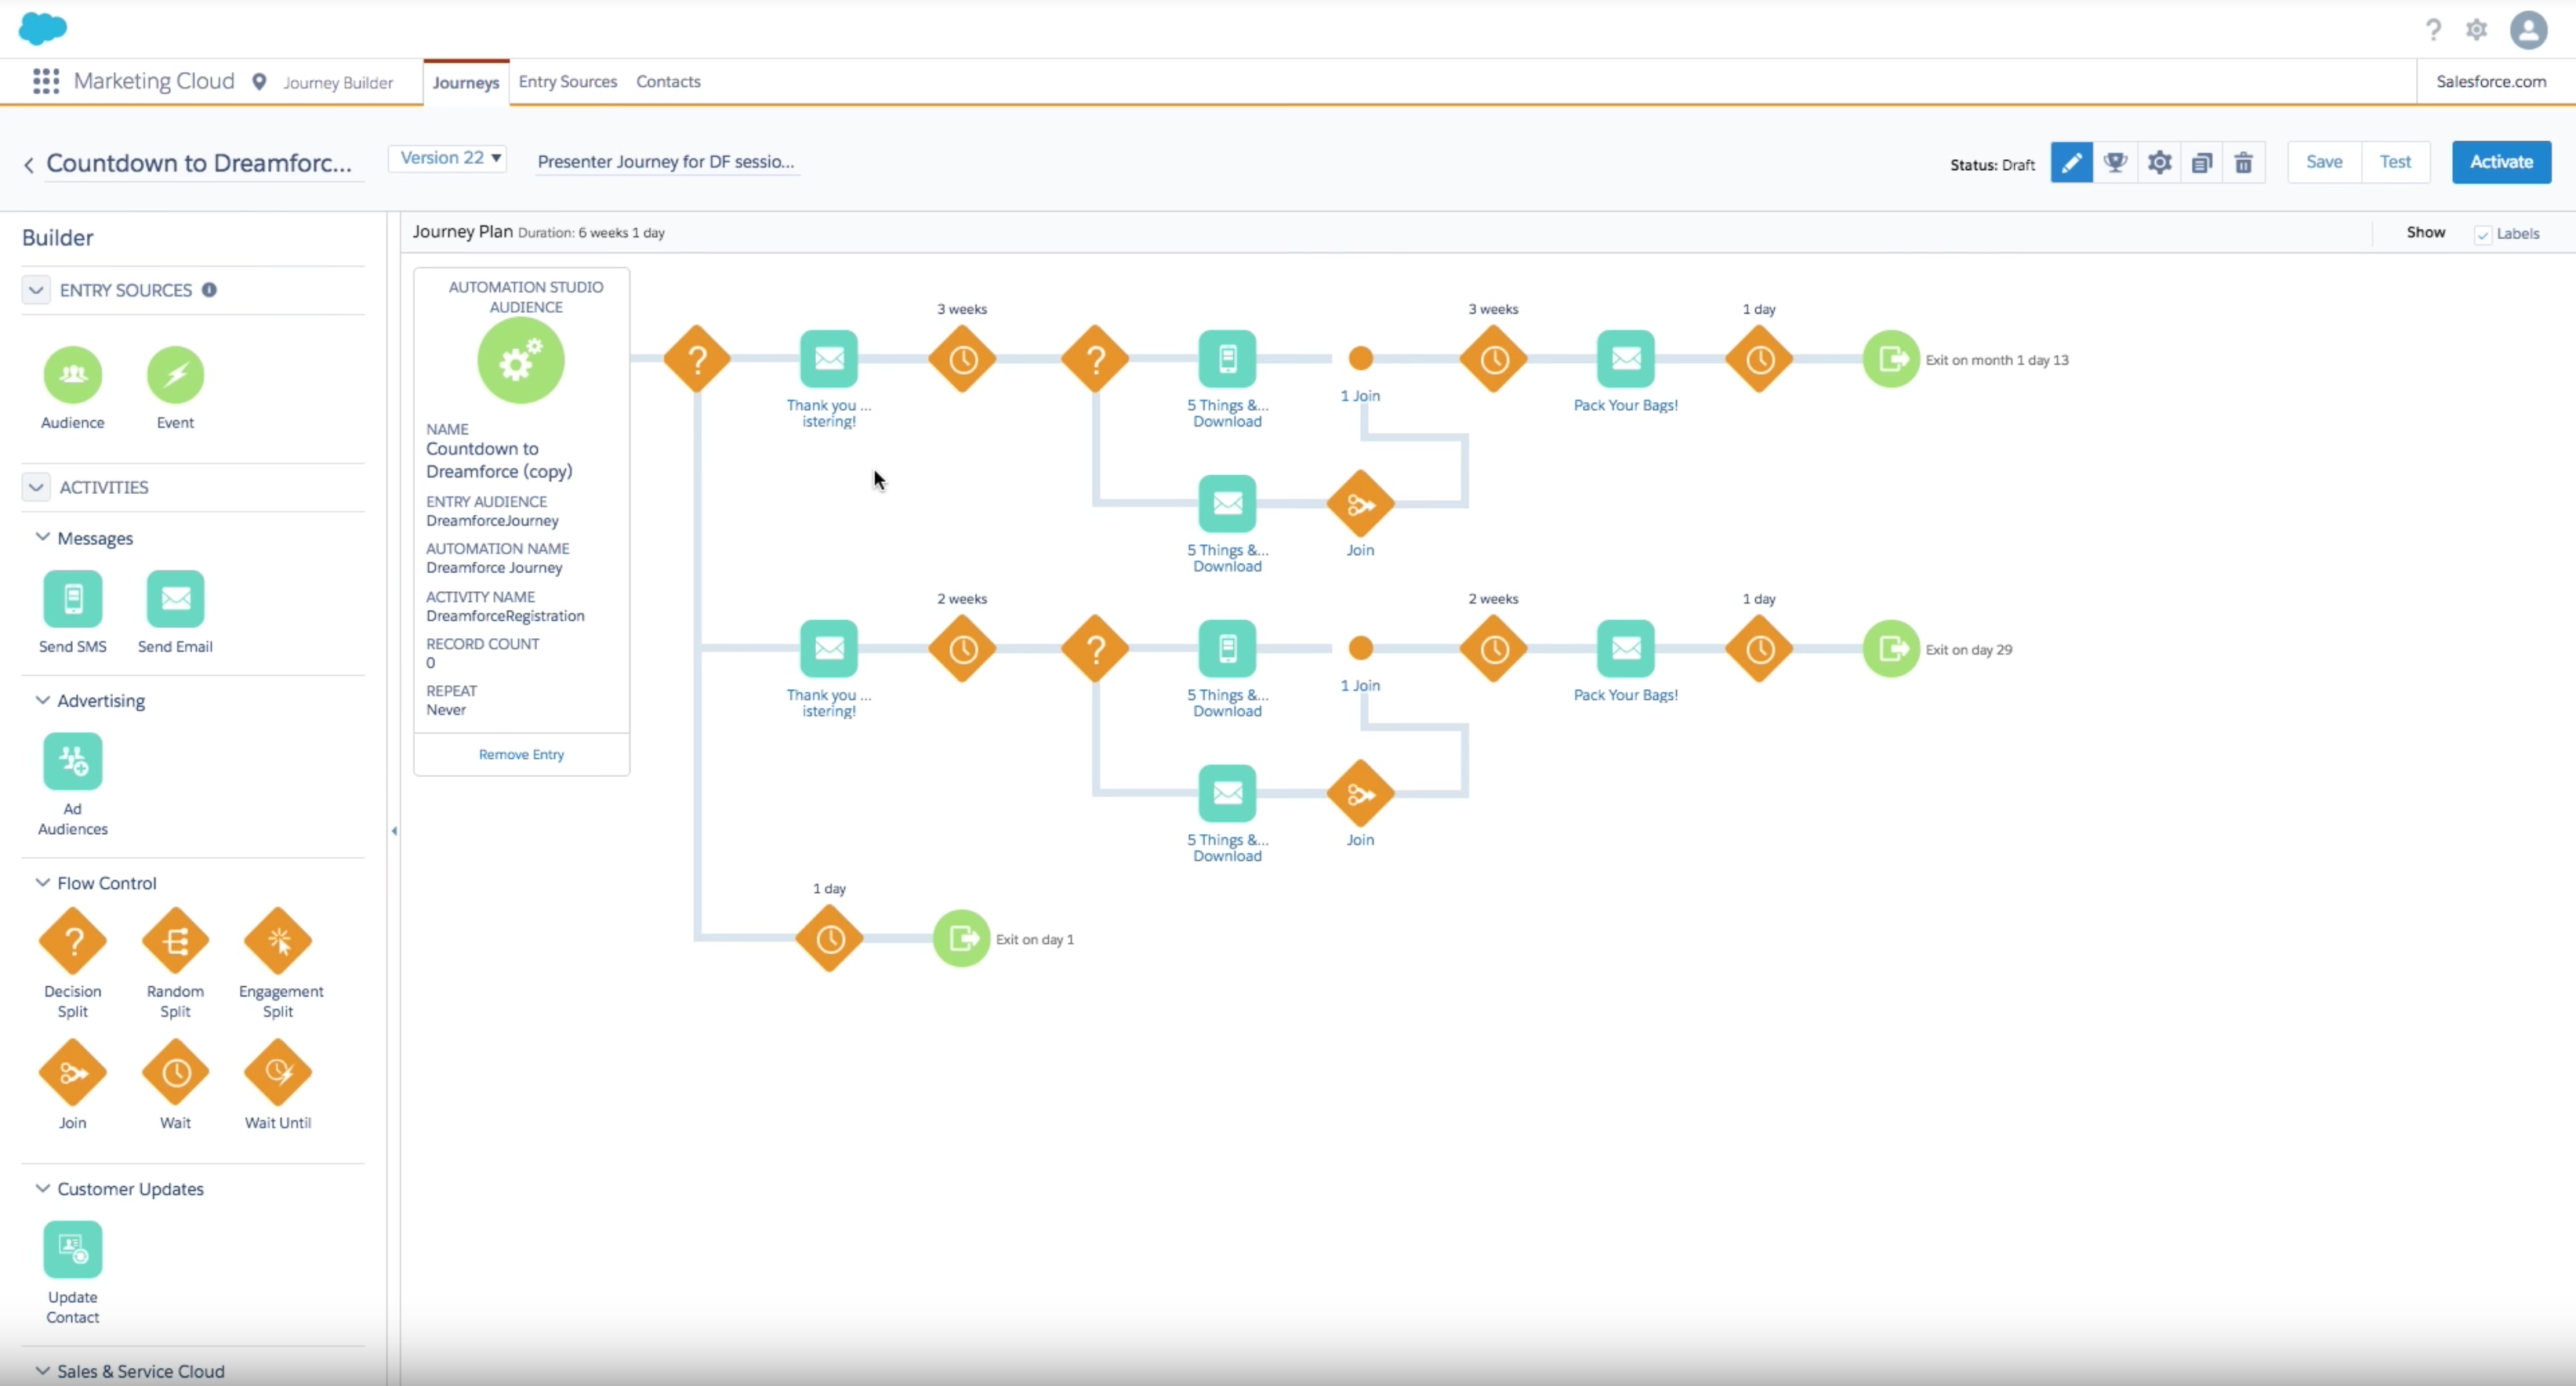 Marketing Cloud Journey Builder Journeys Entry Sources Contacts Salesforce.com
Countdown to Dreamforc... Version 22 Presenter Journey for DF sessio... Status: Draft Save Test Activate
Builder
ENTRY SOURCES
Audience Event
ACTIVITIES
Messages
Send SMS Send Email
Advertising
Ad
Audiences
Flow Control
Decision
Split
Random
Split
Engagement
Split
Join Wait Wait Until
Customer Updates
Update
Contact
Sales & Service Cloud
Journey Plan Duration: 6 weeks 1 day Show Labels
AUTOMATION STUDIO
AUDIENCE
NAME
Countdown to
Dreamforce (copy)
ENTRY AUDIENCE
DreamforceJourney
AUTOMATION NAME
Dreamforce Journey
ACTIVITY NAME
DreamforceRegistration
RECORD COUNT
0
REPEAT
Never
Remove Entry
3 weeks 3 weeks 1 day
?
?
Exit on month 1 day 13
Thank you ...
istering!
5 Things &...
Download
1 Join
Pack Your Bags!
5 Things &...
Download
Join
2 weeks 2 weeks 1 day
?
Exit on day 29
Thank you ...
istering!
5 Things &...
Download
1 Join
Pack Your Bags!
5 Things &...
Download
Join
1 day
Exit on day 1